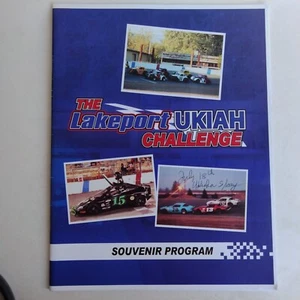 THE
Lakeport UKIAH
CHALLENGE
15
SOUVENIR PROGRAM